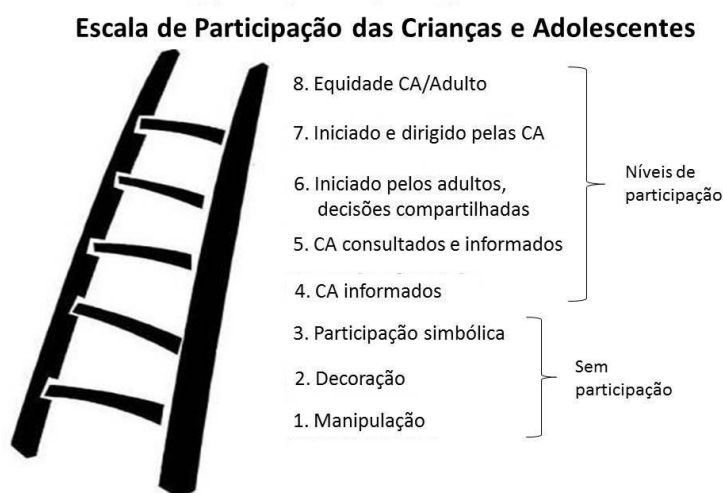 Escala de Participação das Crianças e Adolescentes
8. Equidade CA/Adulto
7. Iniciado e dirigido pelas CA
6. Iniciado pelos adultos,
decisões compartilhadas
5. CA consultados e informados
4. CA informados
Níveis de
participação
3. Participação simbólica
2. Decoração
1. Manipulação
Sem
participação